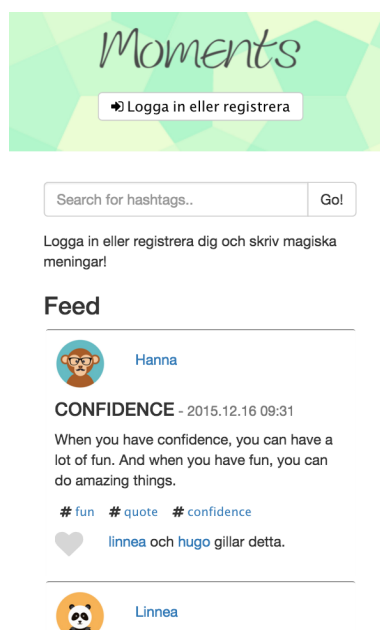 Moments
Logga in eller registrera
Search for hashtags.. Go!
Logga in eller registrera dig och skriv magiska
meningar!
Feed
Hanna
CONFIDENCE - 2015.12.16 09:31
When you have confidence, you can have a
lot of fun. And when you have fun, you can
do amazing things.
# fun # quote # confidence
linnea och hugo gillar detta.
Linnea